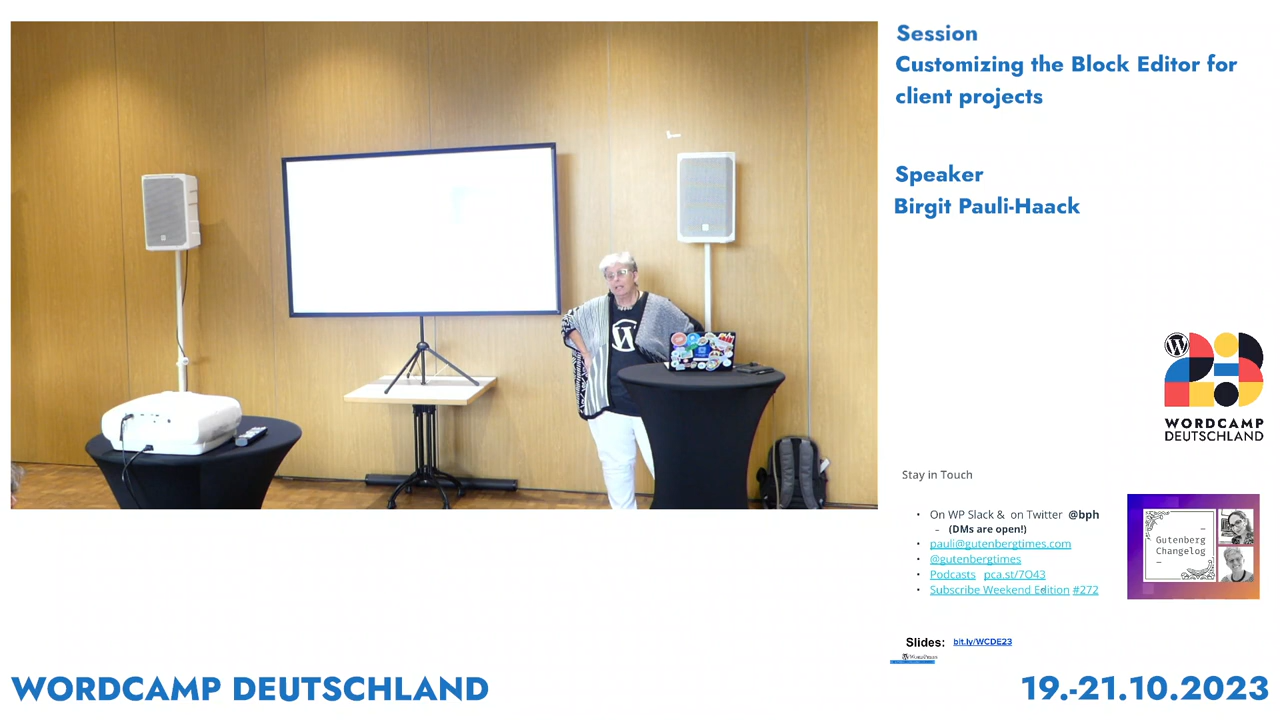 Session
Customizing the Block Editor for
client projects
Speaker
Birgit Pauli-Haack
W
WORDCAMP
DEUTSCHLAND
Stay in Touch
• On WP Slack & on Twitter @bph
– (DMs are open!)
• pauli@gutenbergtimes.com
• @gutenbergtimes
• Podcasts pca.st/7O43
• Subscribe Weekend Edition #272
Gutenberg
Changelog
Slides: bit.ly/WCDE23
WordPress
WORDCAMP DEUTSCHLAND
19.-21.10.2023